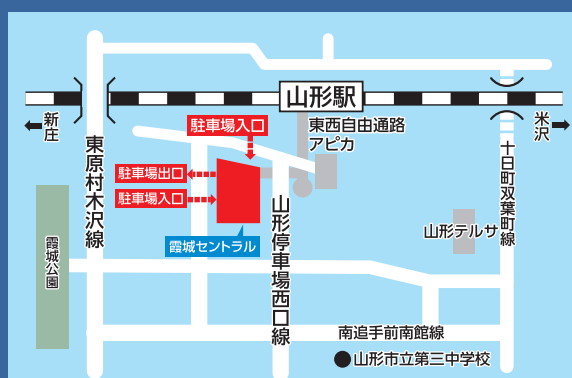 山形駅
新庄
米沢
駐車場入口
東西自由通路
アピカ
東原村木沢線
駐車場出口
駐車場入口
十日町双葉町線
山形停車場西口線
山形テルサ
霞城セントラル
霞城公園
南追手前南館線
山形市立第三中学校